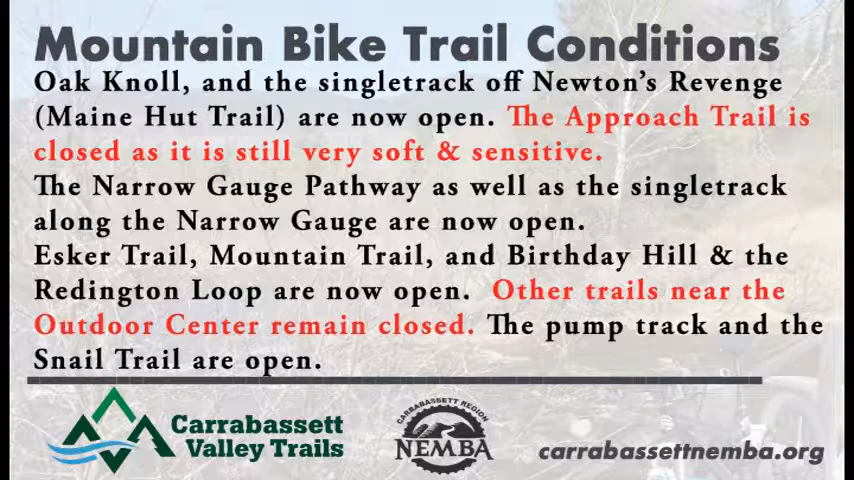 Mountain Bike Trail Conditions
Oak Knoll, and the singletrack off Newton’s Revenge
(Maine Hut Trail) are now open. The Approach Trail is
closed as it is still very soft & sensitive.
The Narrow Gauge Pathway as well as the singletrack
along the Narrow Gauge are now open.
Esker Trail, Mountain Trail, and Birthday Hill & the
Redington Loop are now open. Other trails near the
Outdoor Center remain closed. The pump track and the
Snail Trail are open.
Carrabassett
Valley Trails
CARRABASSETT REGION
NEMBA
carrabassettnemba.org